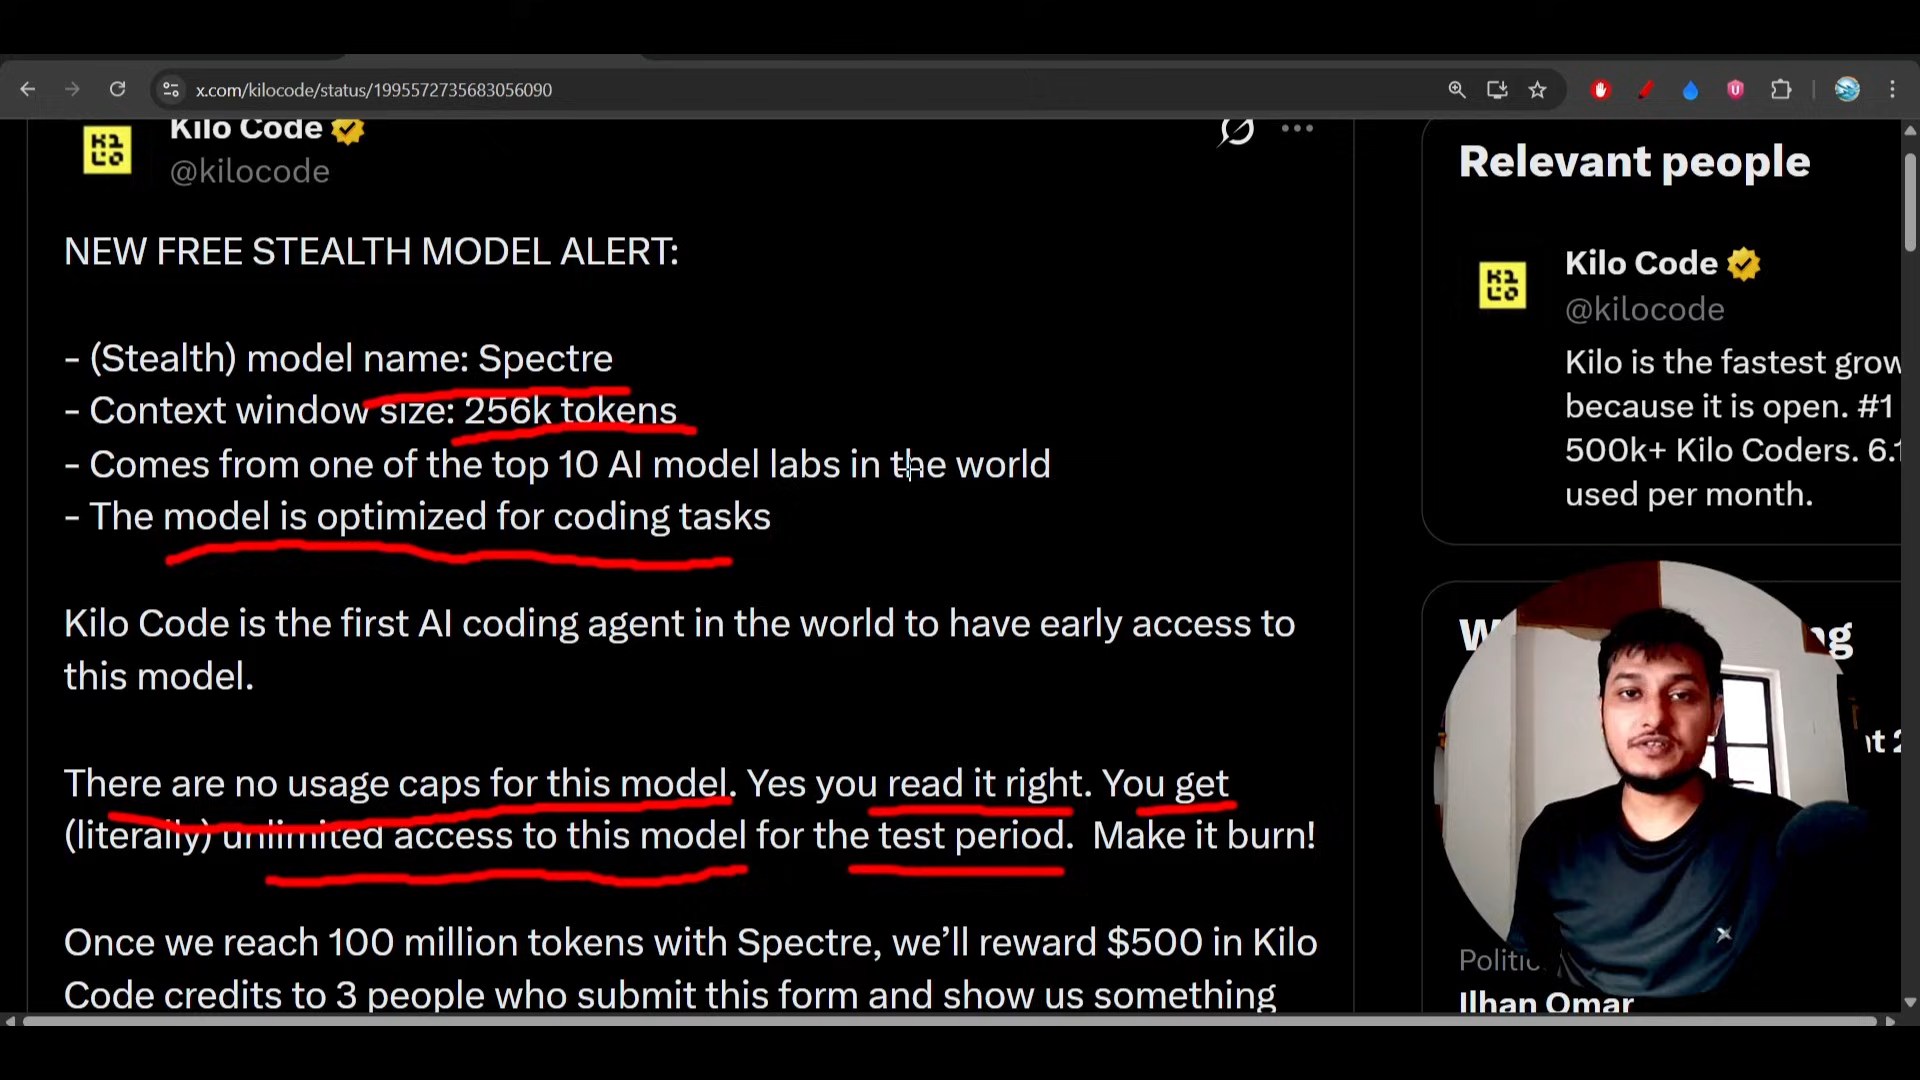 x.com/kilocode/status/1995572735683056090
Kilo Code
@kilocode
NEW FREE STEALTH MODEL ALERT:
- (Stealth) model name: Spectre
- Context window size: 256k tokens
- Comes from one of the top 10 AI model labs in the world
- The model is optimized for coding tasks
Kilo Code is the first AI coding agent in the world to have early access to
this model.
There are no usage caps for this model. Yes you read it right. You get
(literally) unlimited access to this model for the test period. Make it burn!
Once we reach 100 million tokens with Spectre, we'll reward $500 in Kilo
Code credits to 3 people who submit this form and show us something
Relevant people
Kilo Code
@kilocode
Kilo is the fastest
because it is open. #1
500k+ Kilo Coders.
used per month.
Ilhan Omar